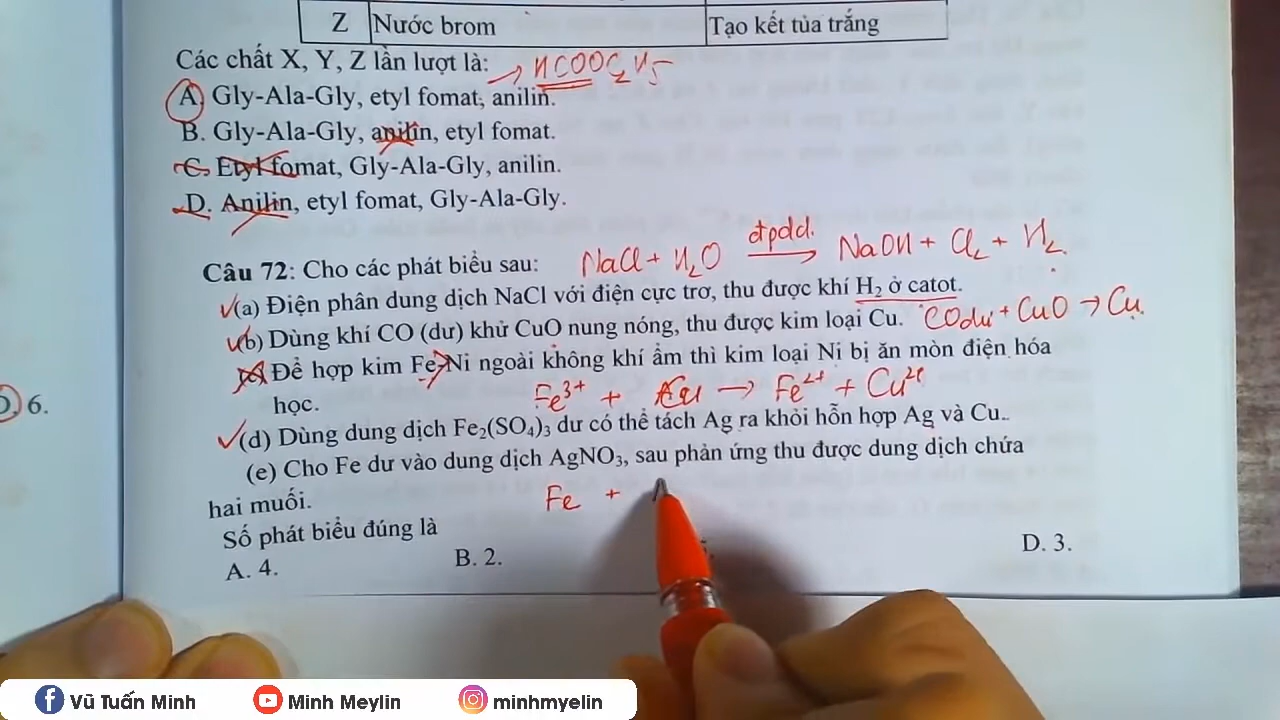 Z Nước brom Tạo kết tủa trắng
Các chất X, Y, Z lần lượt là: → HCOOC2H5
A. Gly-Ala-Gly, etyl fomat, anilin.
B. Gly-Ala-Gly, anilin, etyl fomat.
C. Etyl fomat, Gly-Ala-Gly, anilin.
D. Anilin, etyl fomat, Gly-Ala-Gly.
NaCl + H2O đpdd. → NaOH + Cl2 + H2
Câu 72: Cho các phát biểu sau:
(a) Điện phân dung dịch NaCl với điện cực trơ, thu được khí H2 ở catot.
(b) Dùng khí CO (dư) khử CuO nung nóng, thu được kim loại Cu. COdư + CuO → Cu
Để hợp kim Fe-Ni ngoài không khí ẩm thì kim loại Ni bị ăn mòn điện hóa
học. Fe3+ + Cu → Fe2+ + Cu2+
D. 6.
(d) Dùng dung dịch Fe2(SO4)3 dư có thể tách Ag ra khỏi hỗn hợp Ag và Cu.
(e) Cho Fe dư vào dung dịch AgNO3, sau phản ứng thu được dung dịch chứa
hai muối. Fe +
Số phát biểu đúng là
A. 4. B. 2. D. 3.
Vũ Tuấn Minh Minh Meylin minhmyelin